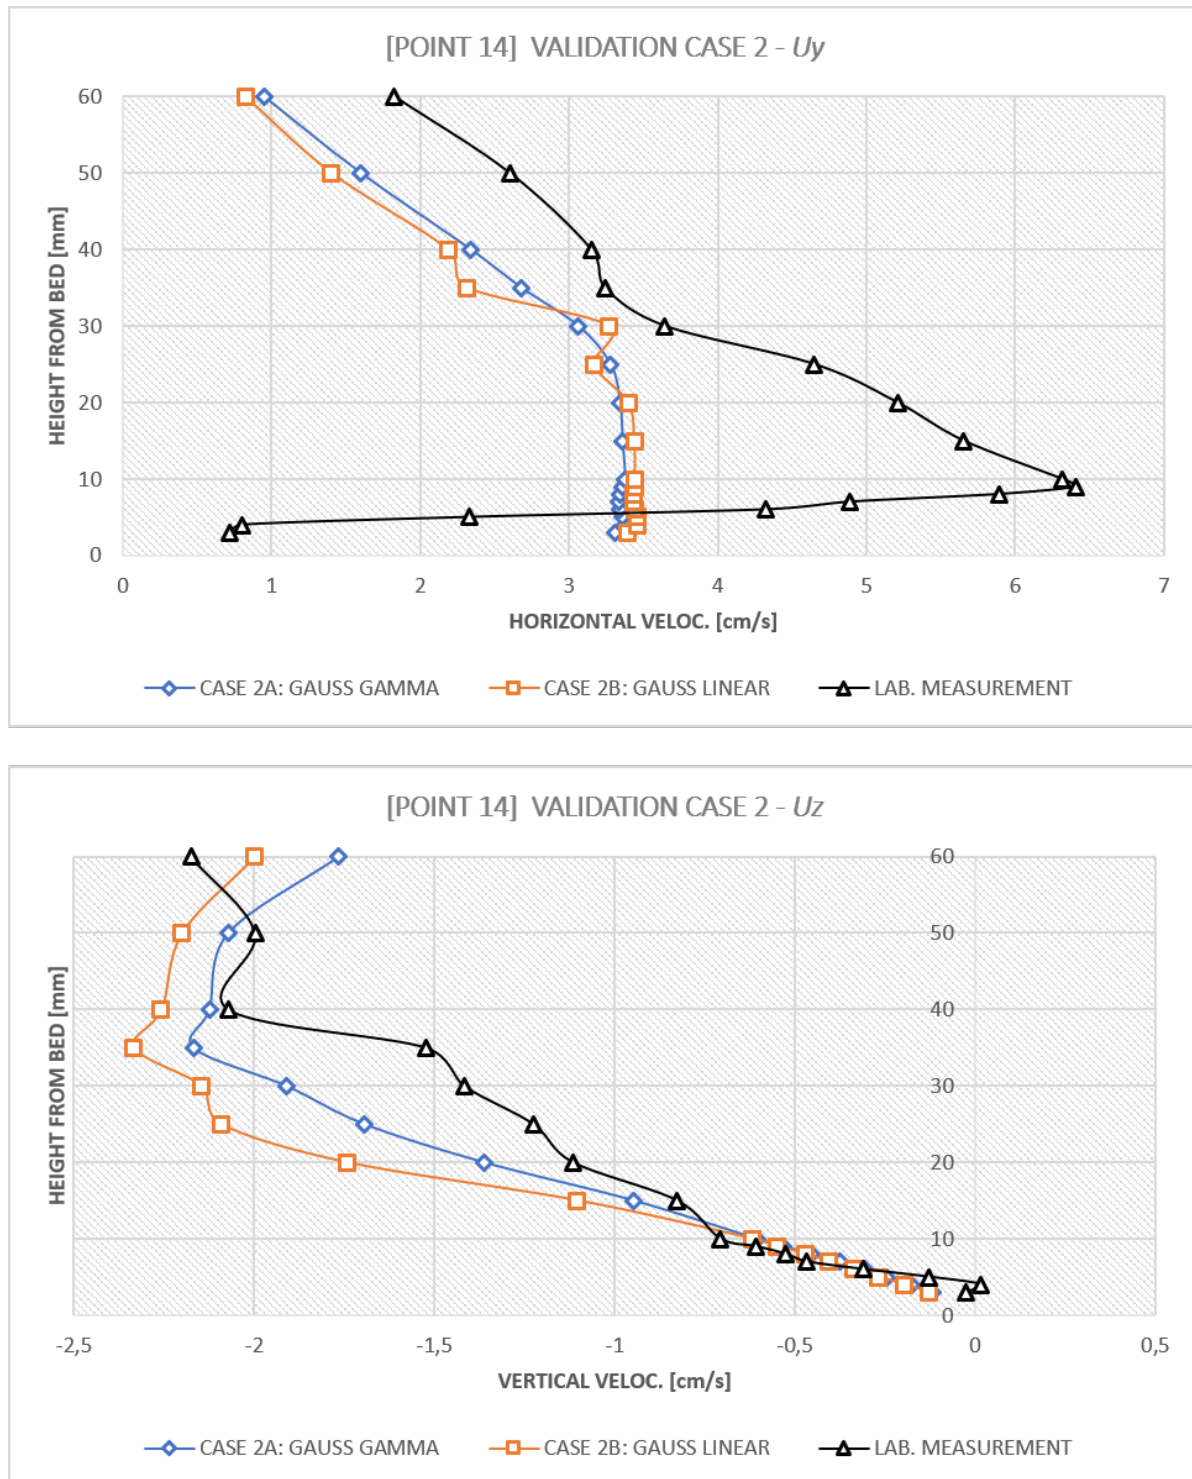 [POINT 14] VALIDATION CASE 2 - Uy
60
50
40
30
20
10
0
HEIGHT FROM BED [mm]
0 1 2 3 4 5 6 7
HORIZONTAL VELOC. [cm/s]
CASE 2A: GAUSS GAMMA CASE 2B: GAUSS LINEAR LAB. MEASUREMENT
[POINT 14] VALIDATION CASE 2 - Uz
60
50
40
30
20
10
0
HEIGHT FROM BED [mm]
-2,5 -2 -1,5 -1 -0,5 0 0,5
VERTICAL VELOC. [cm/s]
CASE 2A: GAUSS GAMMA CASE 2B: GAUSS LINEAR LAB. MEASUREMENT